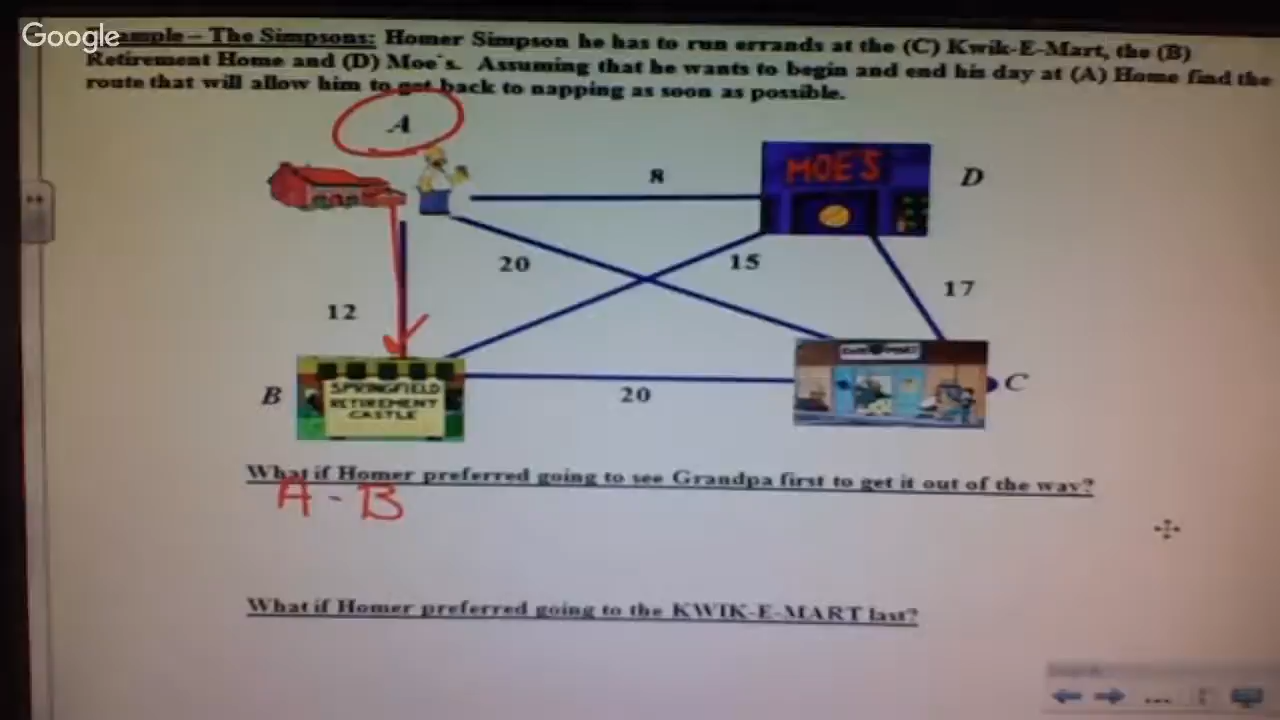 Google
Example – The Simpsons: Homer Simpson he has to run errands at the (C) Kwik-E-Mart, the (B)
Retirement Home and (D) Moe's. Assuming that he wants to begin and end his day at (A) Home find the
route that will allow him to get back to napping as soon as possible.
A
8
MOE'S
D
20
15
17
12
B
SPRINGFIELD
RETIREMENT
CASTLE
20
C
What if Homer preferred going to see Grandpa first to get it out of the way?
A - B
What if Homer preferred going to the KWIK-E-MART last?